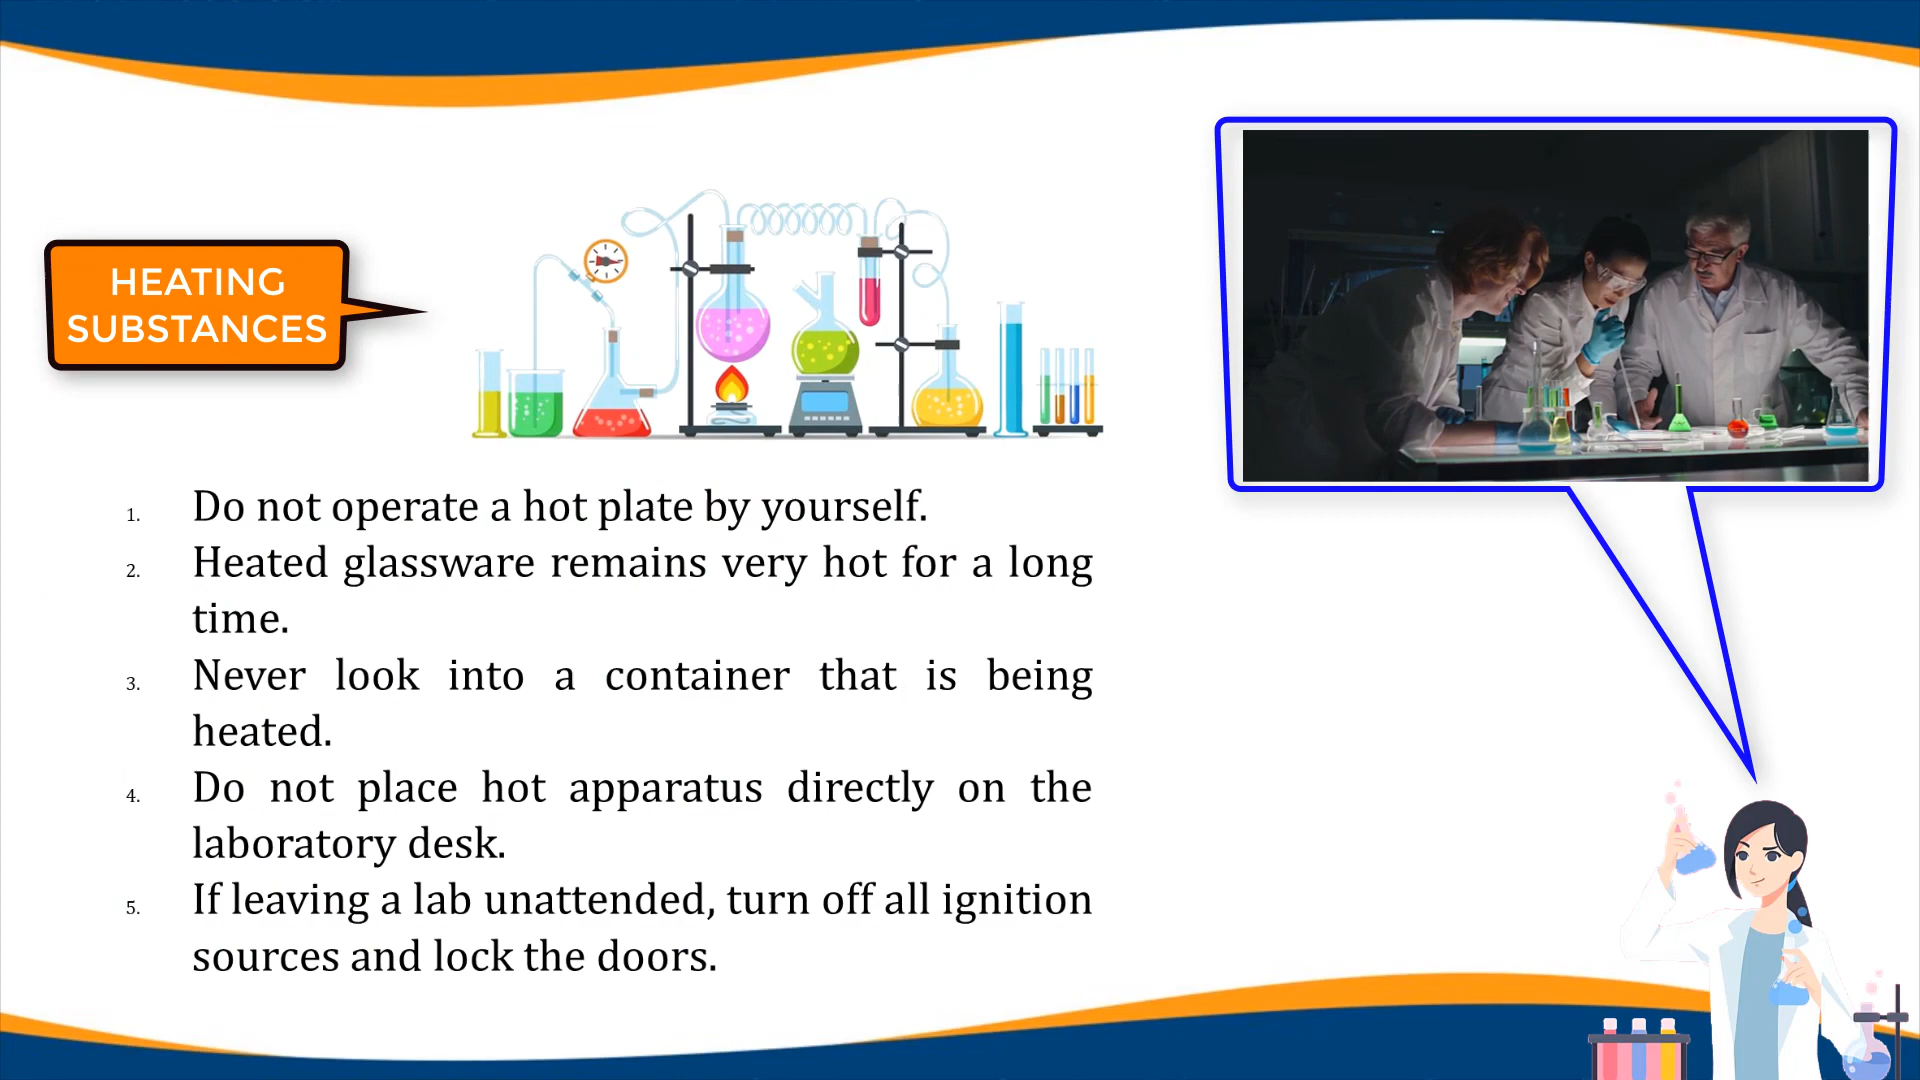 HEATING
SUBSTANCES
1. Do not operate a hot plate by yourself.
2. Heated glassware remains very hot for a long
time.
3. Never look into a container that is being
heated.
4. Do not place hot apparatus directly on the
laboratory desk.
5. If leaving a lab unattended, turn off all ignition
sources and lock the doors.